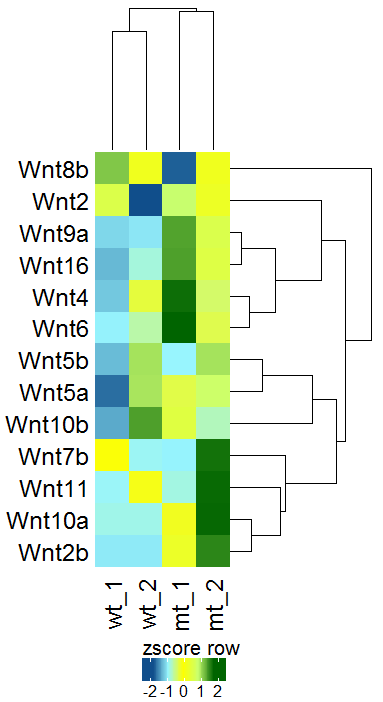 Wnt8b
Wnt2
Wnt9a
Wnt16
Wnt4
Wnt6
Wnt5b
Wnt5a
Wnt10b
Wnt7b
Wnt11
Wnt10a
Wnt2b
wt_1 wt_2 mt_1 mt_2
zscore row
-2 -1 0 1 2